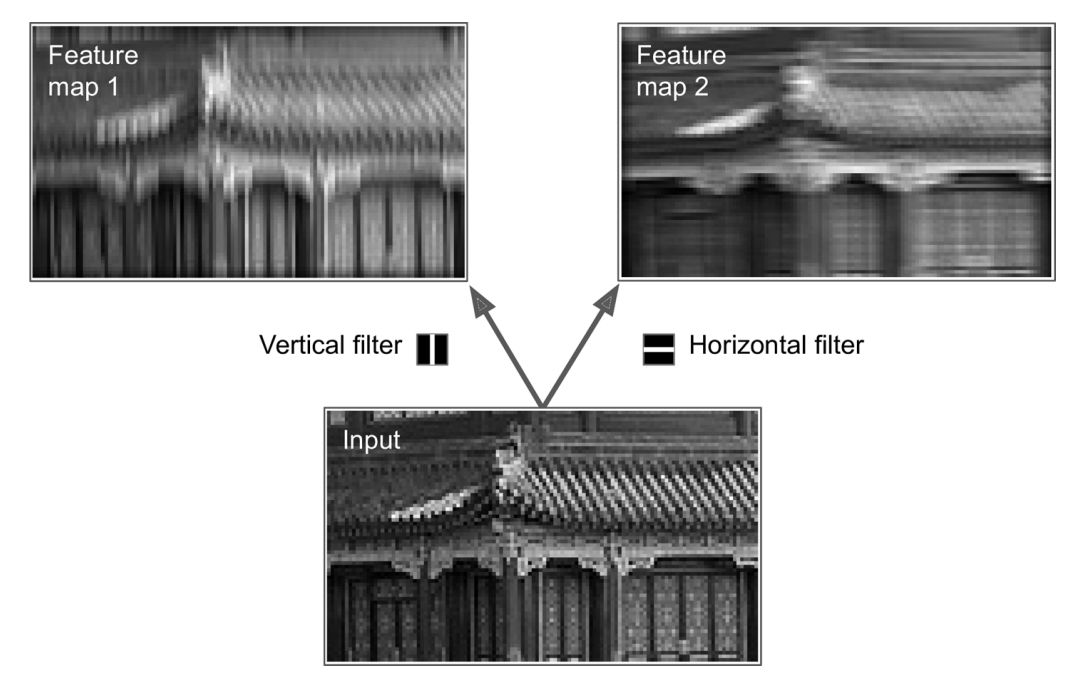 Feature
map 1
Feature
map 2
Vertical filter
Horizontal filter
Input